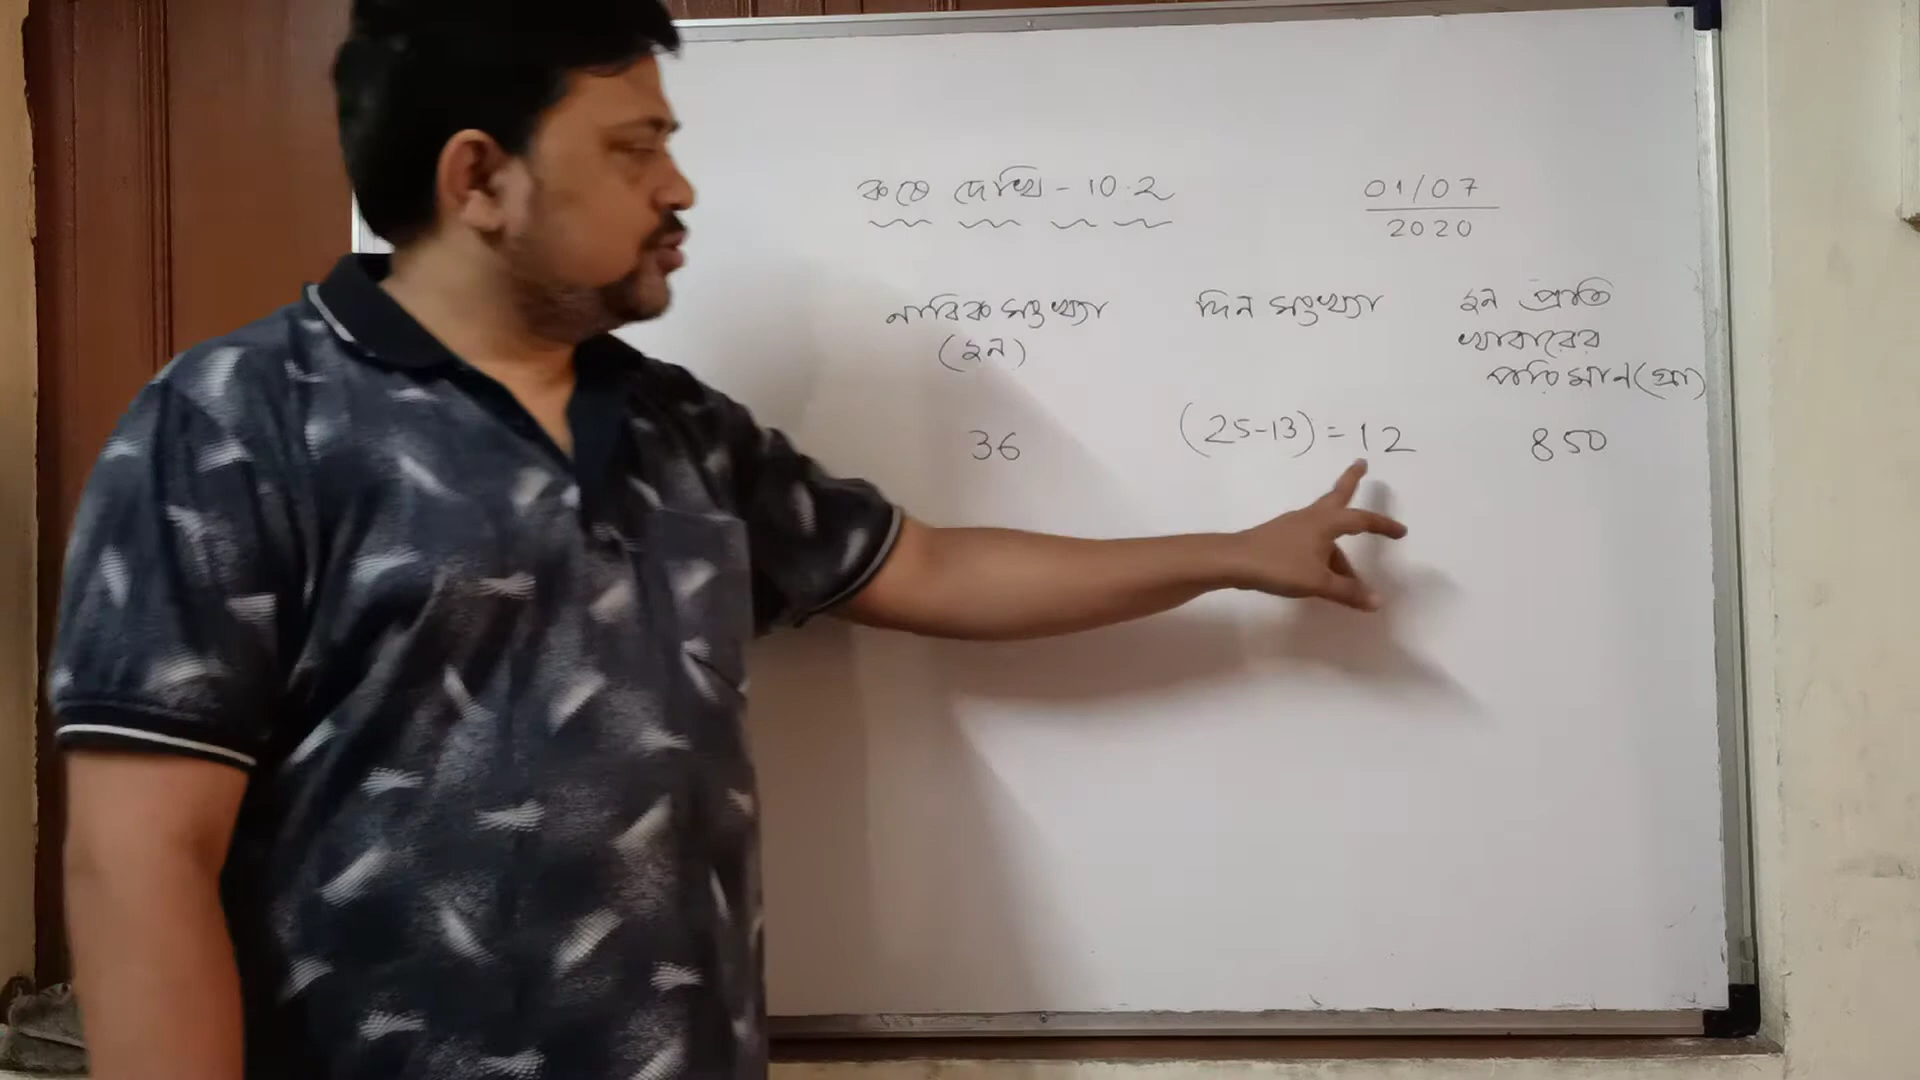 কষে দেখি - 10.2
01/07
2020
নাবিক সংখ্যা
(জন)
দিন সংখ্যা
জন প্রতি
খাবারের
পরিমান (গ্রা)
36
(25-13) = 12
850